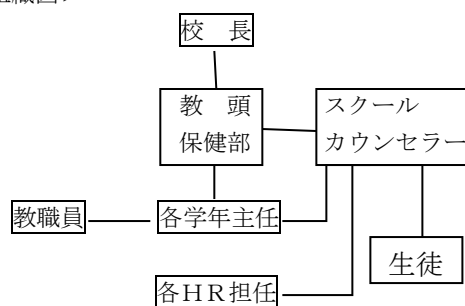 校　長
教　頭
保健部
スクール
カウンセラー
教職員
各学年主任
生徒
各ＨＲ担任